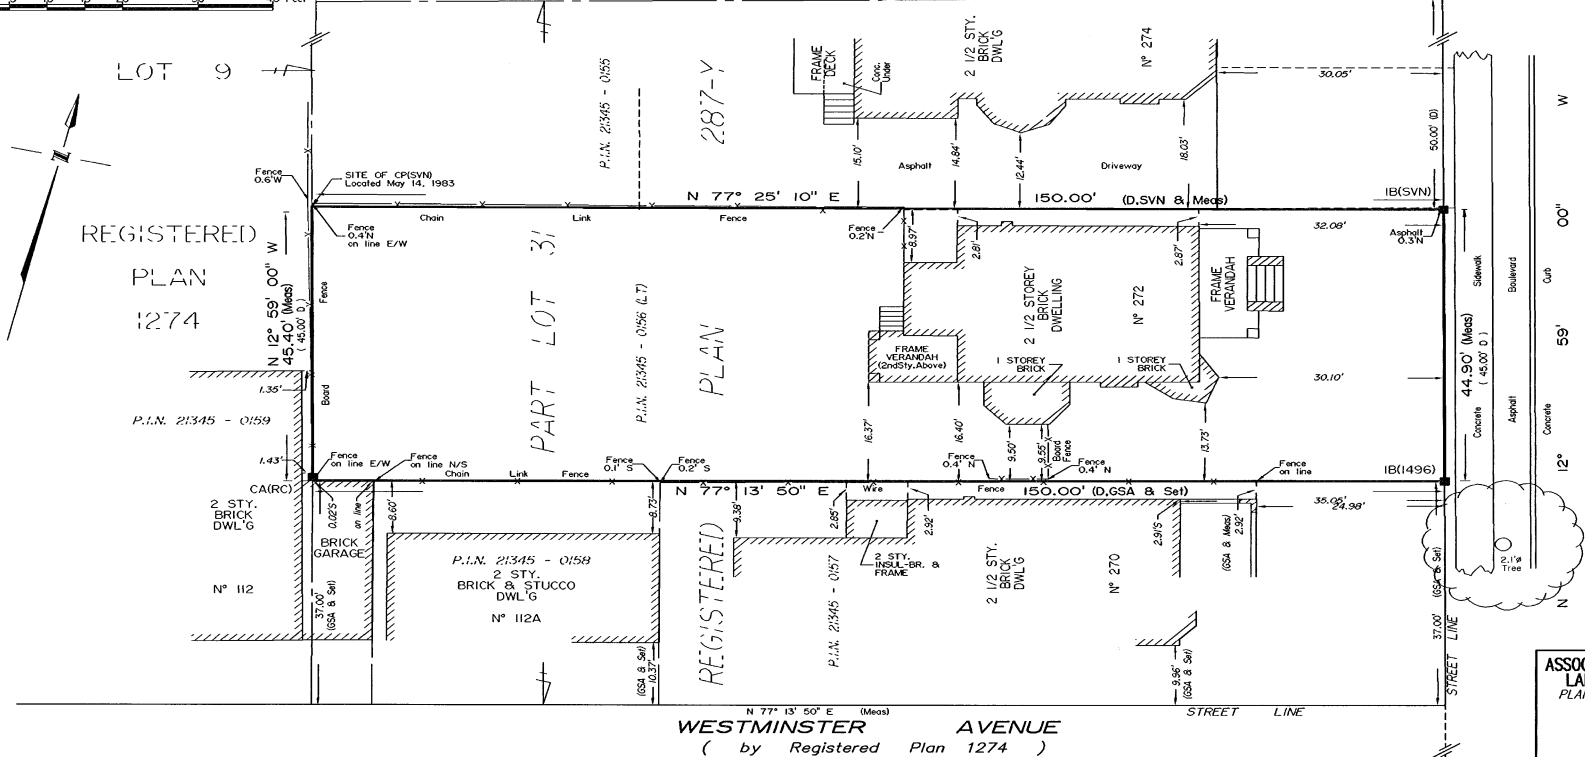 LOT 9
REGISTERED
PLAN
1274
N
Fence
0.6'W
SITE OF CP(SVN)
Located May 14, 1983
P.I.N. 21345 - 0155
287-Y
FRAME
DECK
Conc.
Under
2 1/2 STY.
BRICK
DWL'G
Nº 274
30.05'
50.00' (D)
15.10'
Asphalt
14.84'
12.44'
Driveway
18.03'
N 77° 25' 10" E
150.00'
(D,SVN & Meas)
IB(SVN)
Chain
Link
Fence
Fence
0.4'N
on line E/W
Fence
0.2'N
8.97'
2.81'
2.87'
32.08'
Asphalt
0.3'N
N 12° 59' 00" W
45.40' (Meas)
( 45.00' D )
Fence
Board
PART LOT 31
P.I.N. 21345 - 0156 (LT)
PLAN
2 1/2 STOREY
BRICK
DWELLING
Nº 272
FRAME
VERANDAH
FRAME
VERANDAH
(2ndSty.Above)
1 STOREY
BRICK
1 STOREY
BRICK
30.10'
44.90' (Meas)
( 45.00' D )
Sidewalk
Concrete
Boulevard
Asphalt
Curb
Concrete
N 12° 59' 00" W
1.35'
P.I.N. 21345 - 0159
1.43'
Fence
on line E/W
Fence
on line N/S
Chain
Link
Fence
Fence
0.1' S
Fence
0.2' S
16.37'
16.40'
9.50'
9.55'
Board
Fence
13.73'
Fence
0.4' N
Fence
0.4' N
Fence
on line
IB(1496)
CA(RC)
N 77° 13' 50" E
Wire
Fence
150.00' (D,GSA & Set)
35.05'
24.98'
2 STY.
BRICK
DWL'G
Nº 112
0.02'S
on line
BRICK
GARAGE
37.00'
(GSA & Set)
8.60'
8.73'
P.I.N. 21345 - 0158
2 STY.
BRICK & STUCCO
DWL'G
Nº 112A
(GSA & Set)
10.37'
REGISTERED
9.38'
2.85'
2.92'
2 STY.
INSUL-BR. &
FRAME
P.I.N. 21345 - 0157
2 1/2 STY.
BRICK
DWL'G
Nº 270
2.91'S
(GSA & Meas)
2.92'
9.96'
(GSA & Set)
37.00' (GSA & Set)
2.1'ø
Tree
STREET LINE
N 77° 13' 50" E (Meas)
STREET LINE
WESTMINSTER AVENUE
( by Registered Plan 1274 )